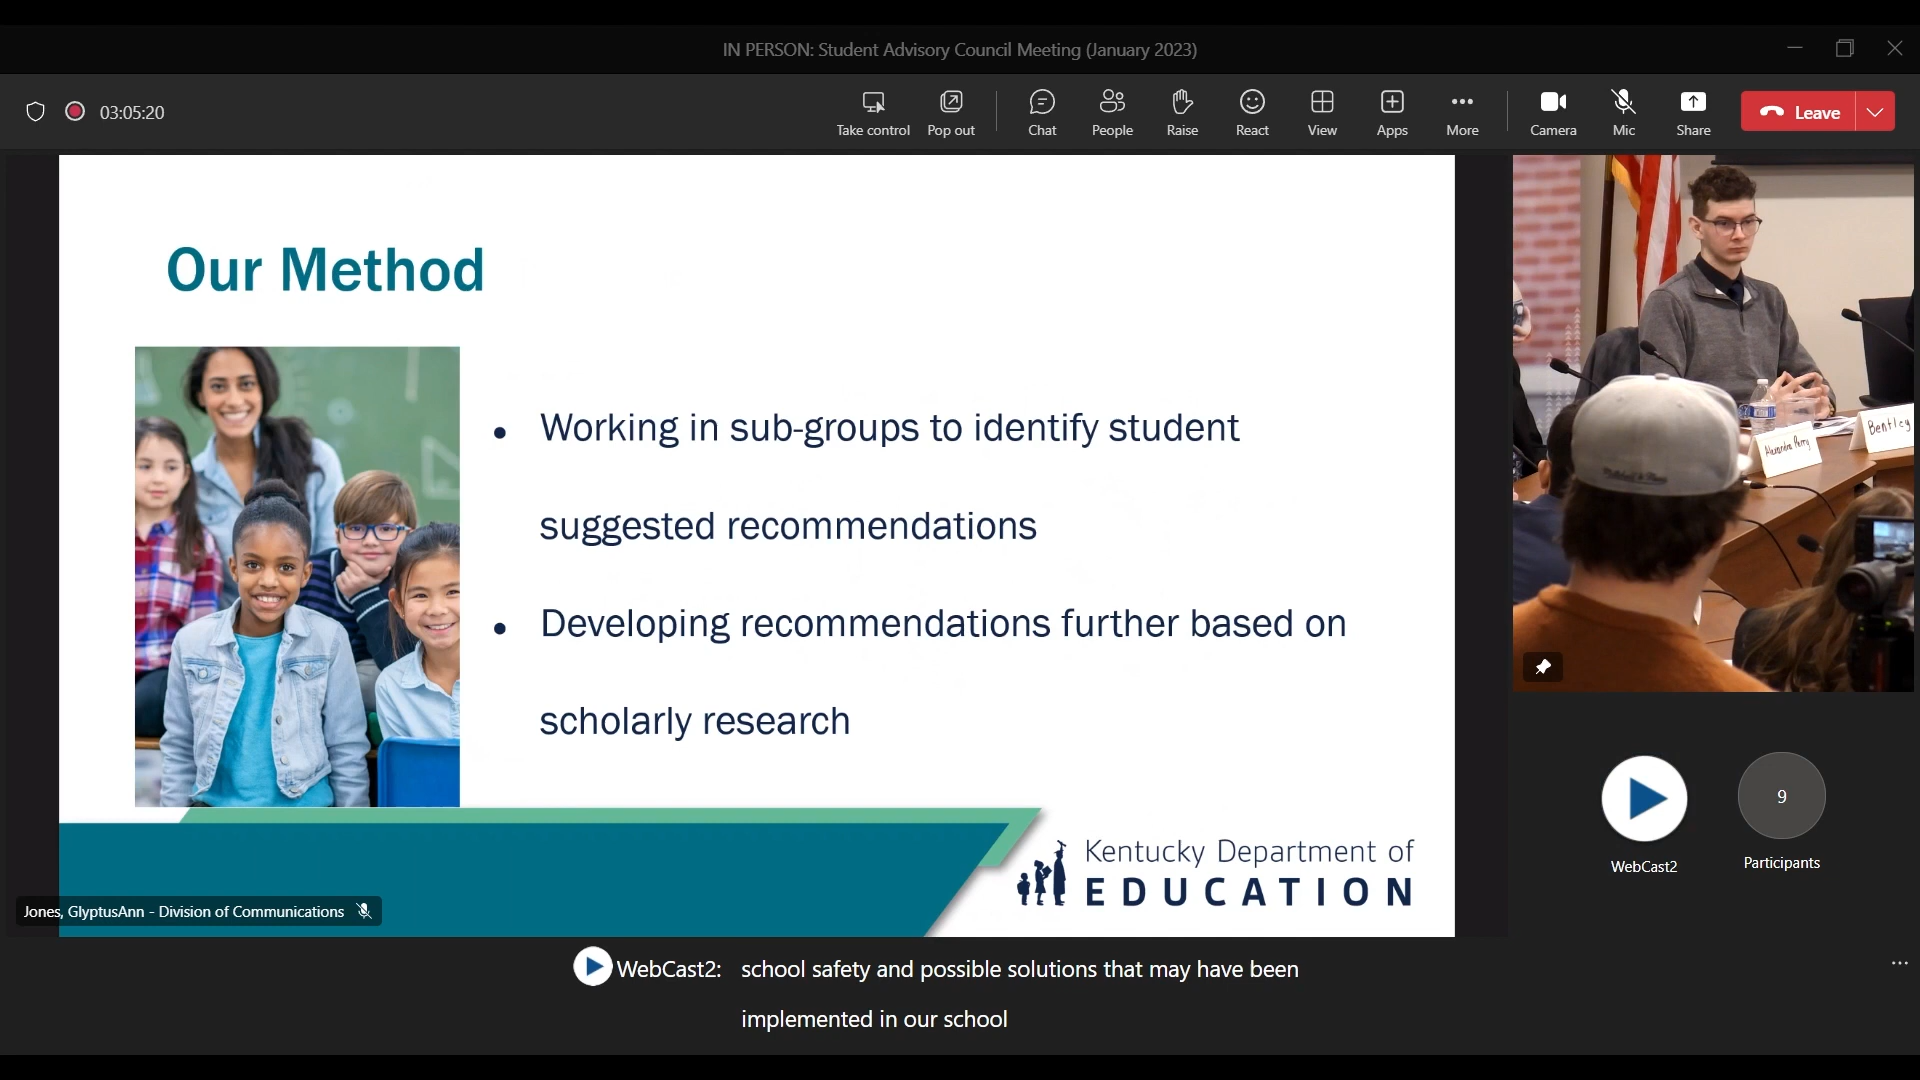 IN PERSON: Student Advisory Council Meeting (January 2023)
03:05:20
Take control
Pop out
Chat
People
Raise
React
View
Apps
More
Camera
Mic
Share
Leave
Our Method
• Working in sub-groups to identify student
suggested recommendations
• Developing recommendations further based on
scholarly research
Kentucky Department of
EDUCATION
Jones, GlyptusAnn - Division of Communications
Alexandra Perry
Bentley
WebCast2
9
Participants
WebCast2: school safety and possible solutions that may have been
implemented in our school